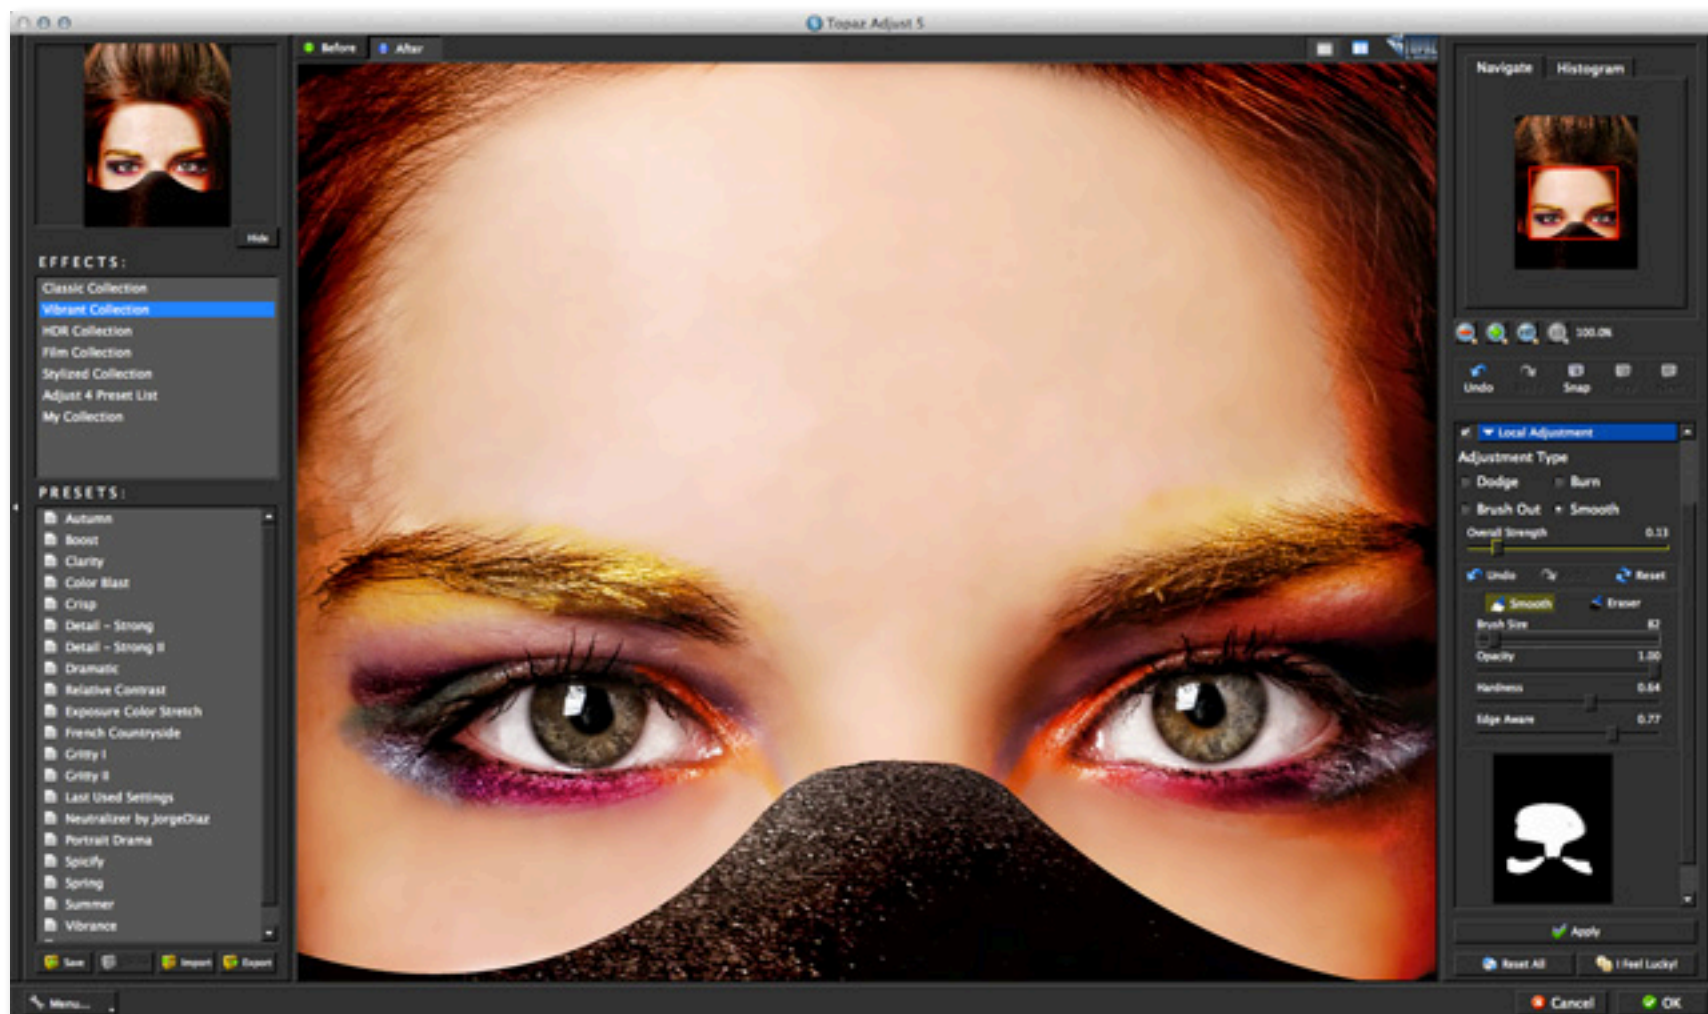 Topaz Adjust 5
Before
After
Hide
EFFECTS:
Classic Collection
Vibrant Collection
HDR Collection
Film Collection
Stylized Collection
Adjust 4 Preset List
My Collection
PRESETS:
Autumn
Boost
Clarity
Color Blast
Crisp
Detail - Strong
Detail - Strong II
Dramatic
Relative Contrast
Exposure Color Stretch
French Countryside
Gritty I
Gritty II
Last Used Settings
Neutralizer by JorgeDiaz
Portrait Drama
Spicify
Spring
Summer
Vibrance
Save Import Export
Menu...
Navigate Histogram
100.0%
Undo Snap
Local Adjustment
Adjustment Type
Dodge Burn
Brush Out Smooth
Overall Strength 0.13
Undo Reset
Smooth Eraser
Brush Size 82
Opacity 1.00
Hardness 0.64
Edge Aware 0.77
Apply
Reset All I Feel Lucky!
Cancel OK